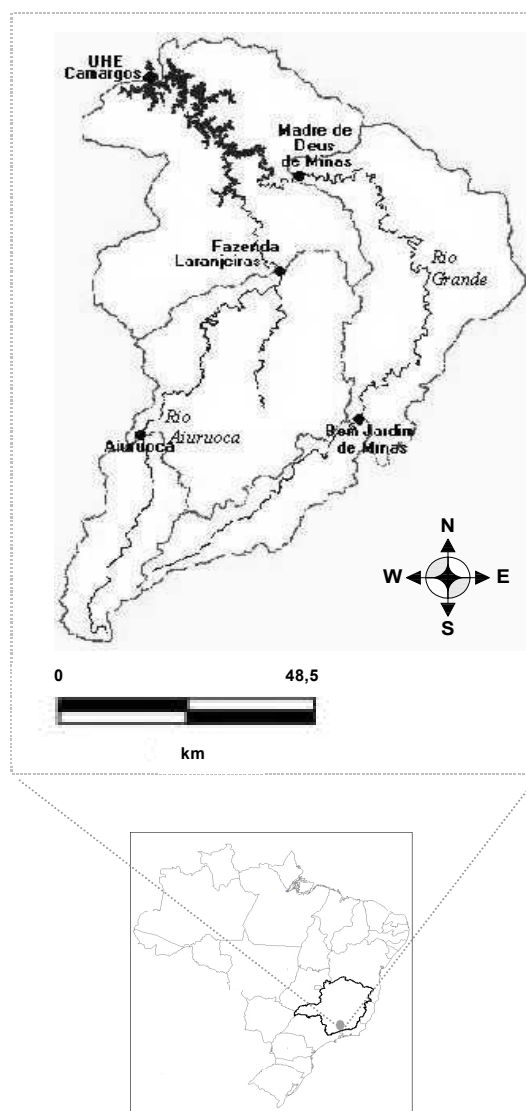 UHE
Camargos
Madre de
Deus
de Minas
Fazenda
Laranjeiras
Rio
Grande
Rio
Aiuruoca
Aiuruoca
Bom Jardim
de Minas
N
W
E
S
0
48,5
km